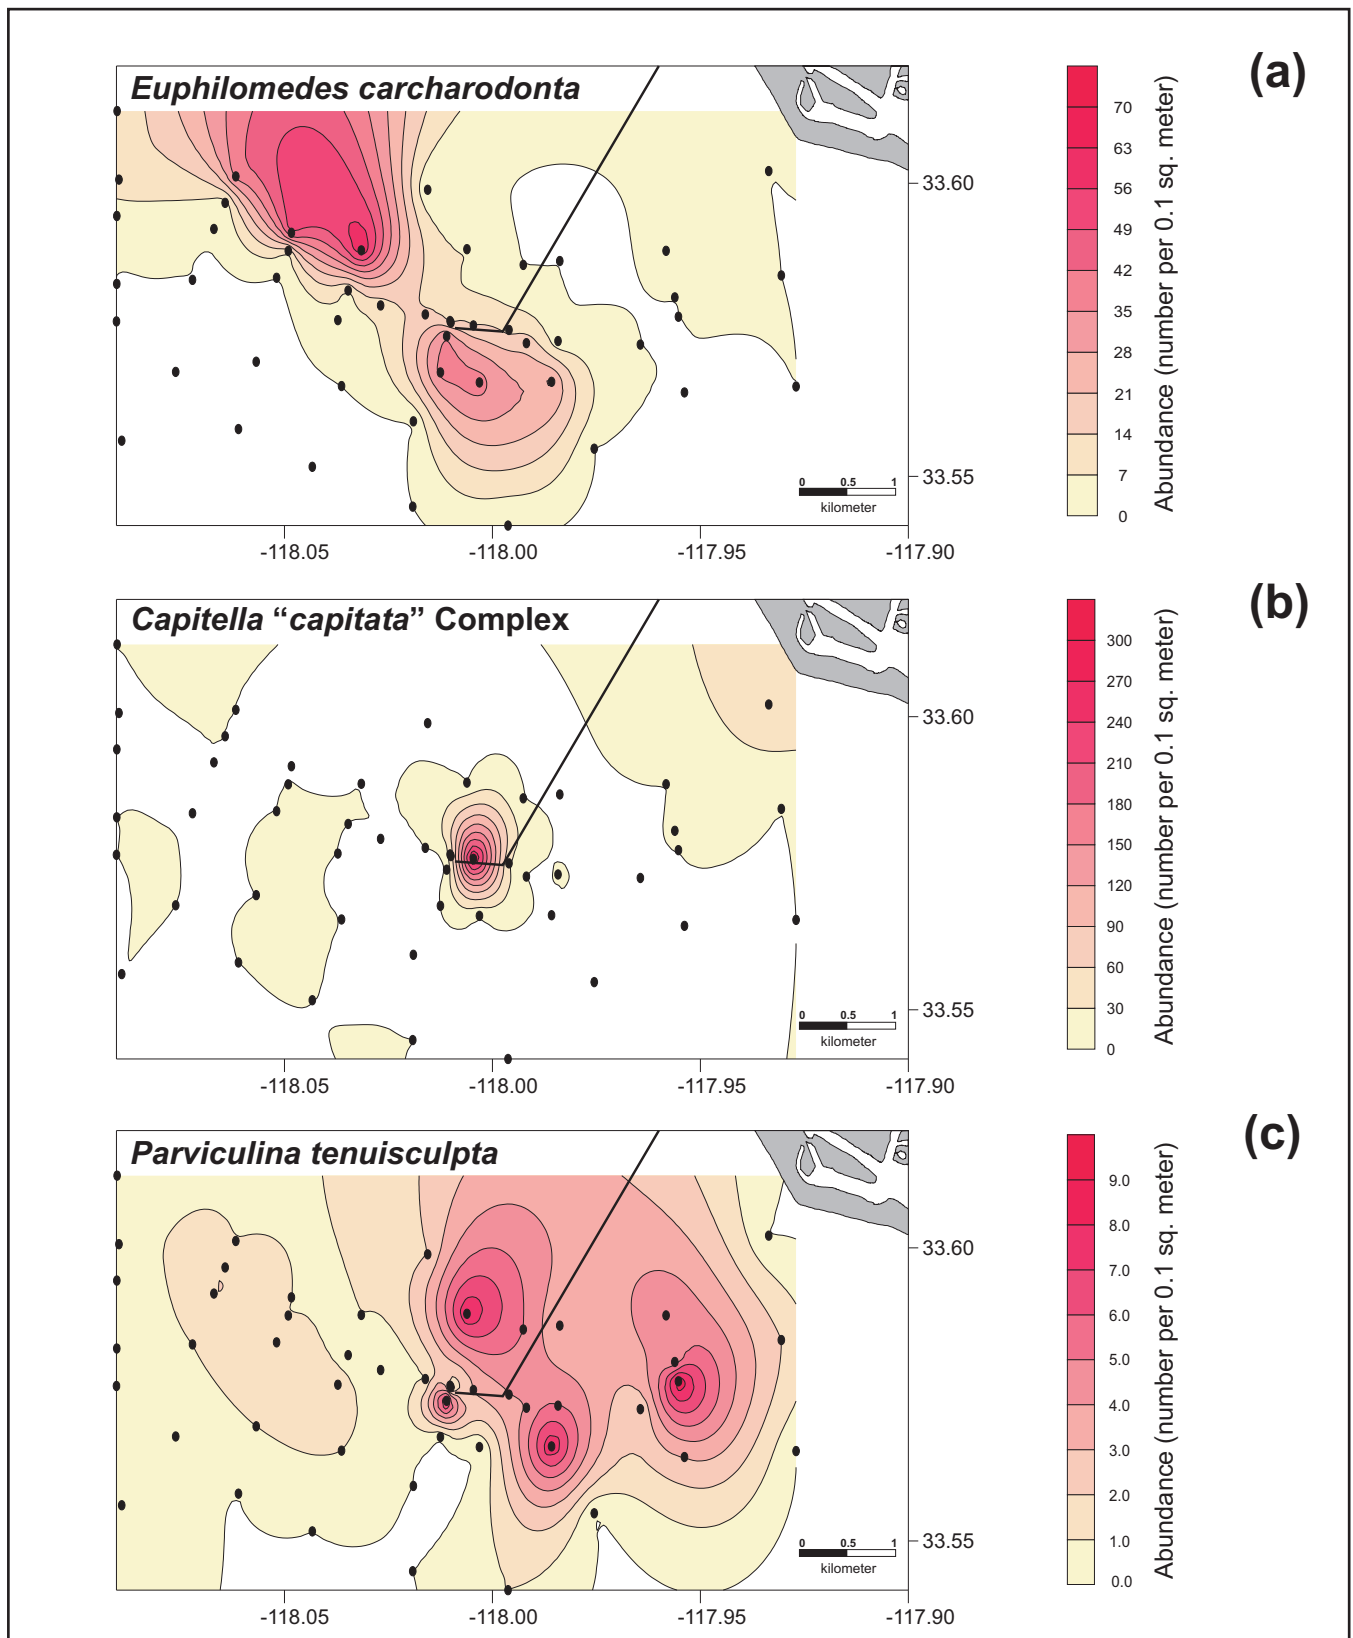 Euphilomedes carcharodonta
(a)
70
63
56
49
42
35
28
21
14
7
0
Abundance (number per 0.1 sq. meter)
33.60
33.55
0 0.5 1
kilometer
-118.05 -118.00 -117.95 -117.90
Capitella “capitata” Complex
(b)
300
270
240
210
180
150
120
90
60
30
0
Abundance (number per 0.1 sq. meter)
33.60
33.55
0 0.5 1
kilometer
-118.05 -118.00 -117.95 -117.90
Parviculina tenuisculpta
(c)
9.0
8.0
7.0
6.0
5.0
4.0
3.0
2.0
1.0
0.0
Abundance (number per 0.1 sq. meter)
33.60
33.55
0 0.5 1
kilometer
-118.05 -118.00 -117.95 -117.90